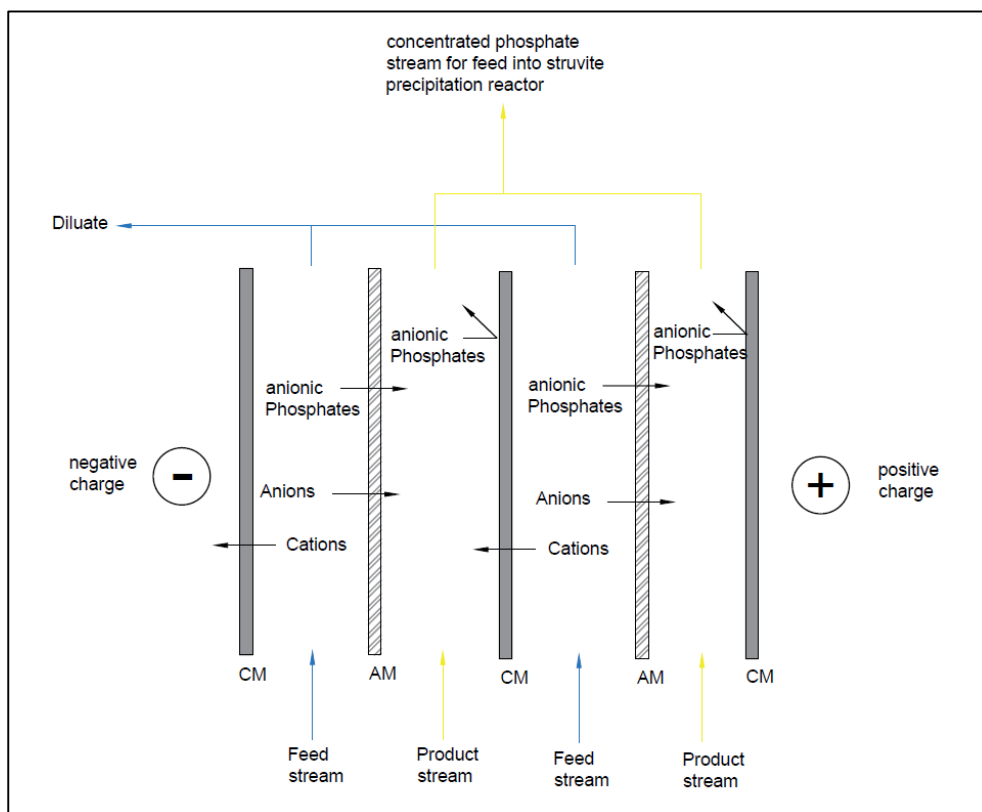 concentrated phosphate
stream for feed into struvite
precipitation reactor
Diluate
anionic
Phosphates
anionic
Phosphates
anionic
Phosphates
anionic
Phosphates
negative
charge
-
+
positive
charge
Anions
Anions
Cations
Cations
CM
AM
CM
AM
CM
Feed
stream
Product
stream
Feed
stream
Product
stream